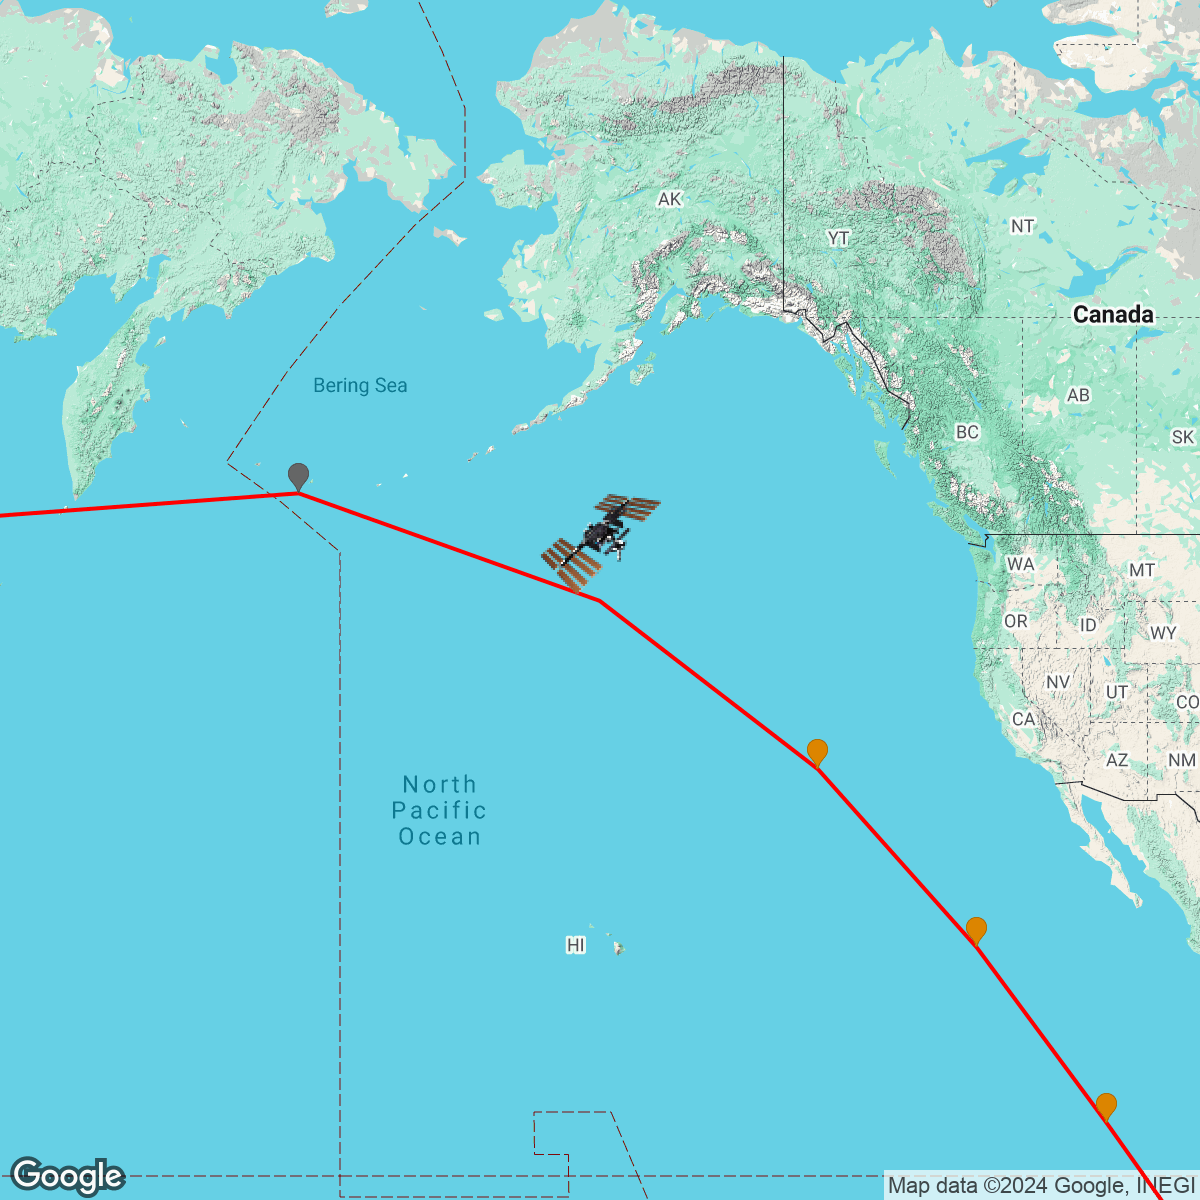 AK
YT
NT
Canada
Bering Sea
AB
BC
SK
WA
MT
OR
ID
WY
NV
UT
CO
CA
AZ
NM
North
Pacific
Ocean
HI
Google
Map data ©2024 Google, INEGI